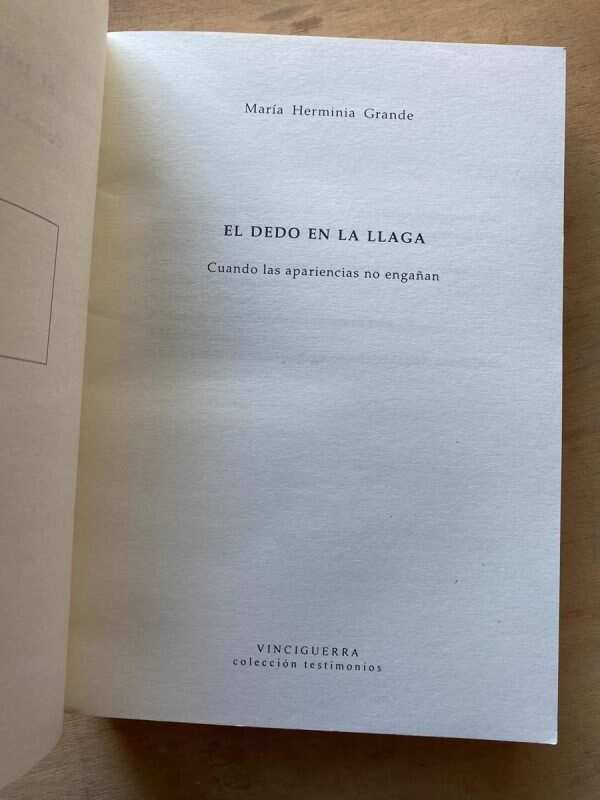 María Herminia Grande
EL DEDO EN LA LLAGA
Cuando las apariencias no engañan
VINCIGUERRA
colección testimonios